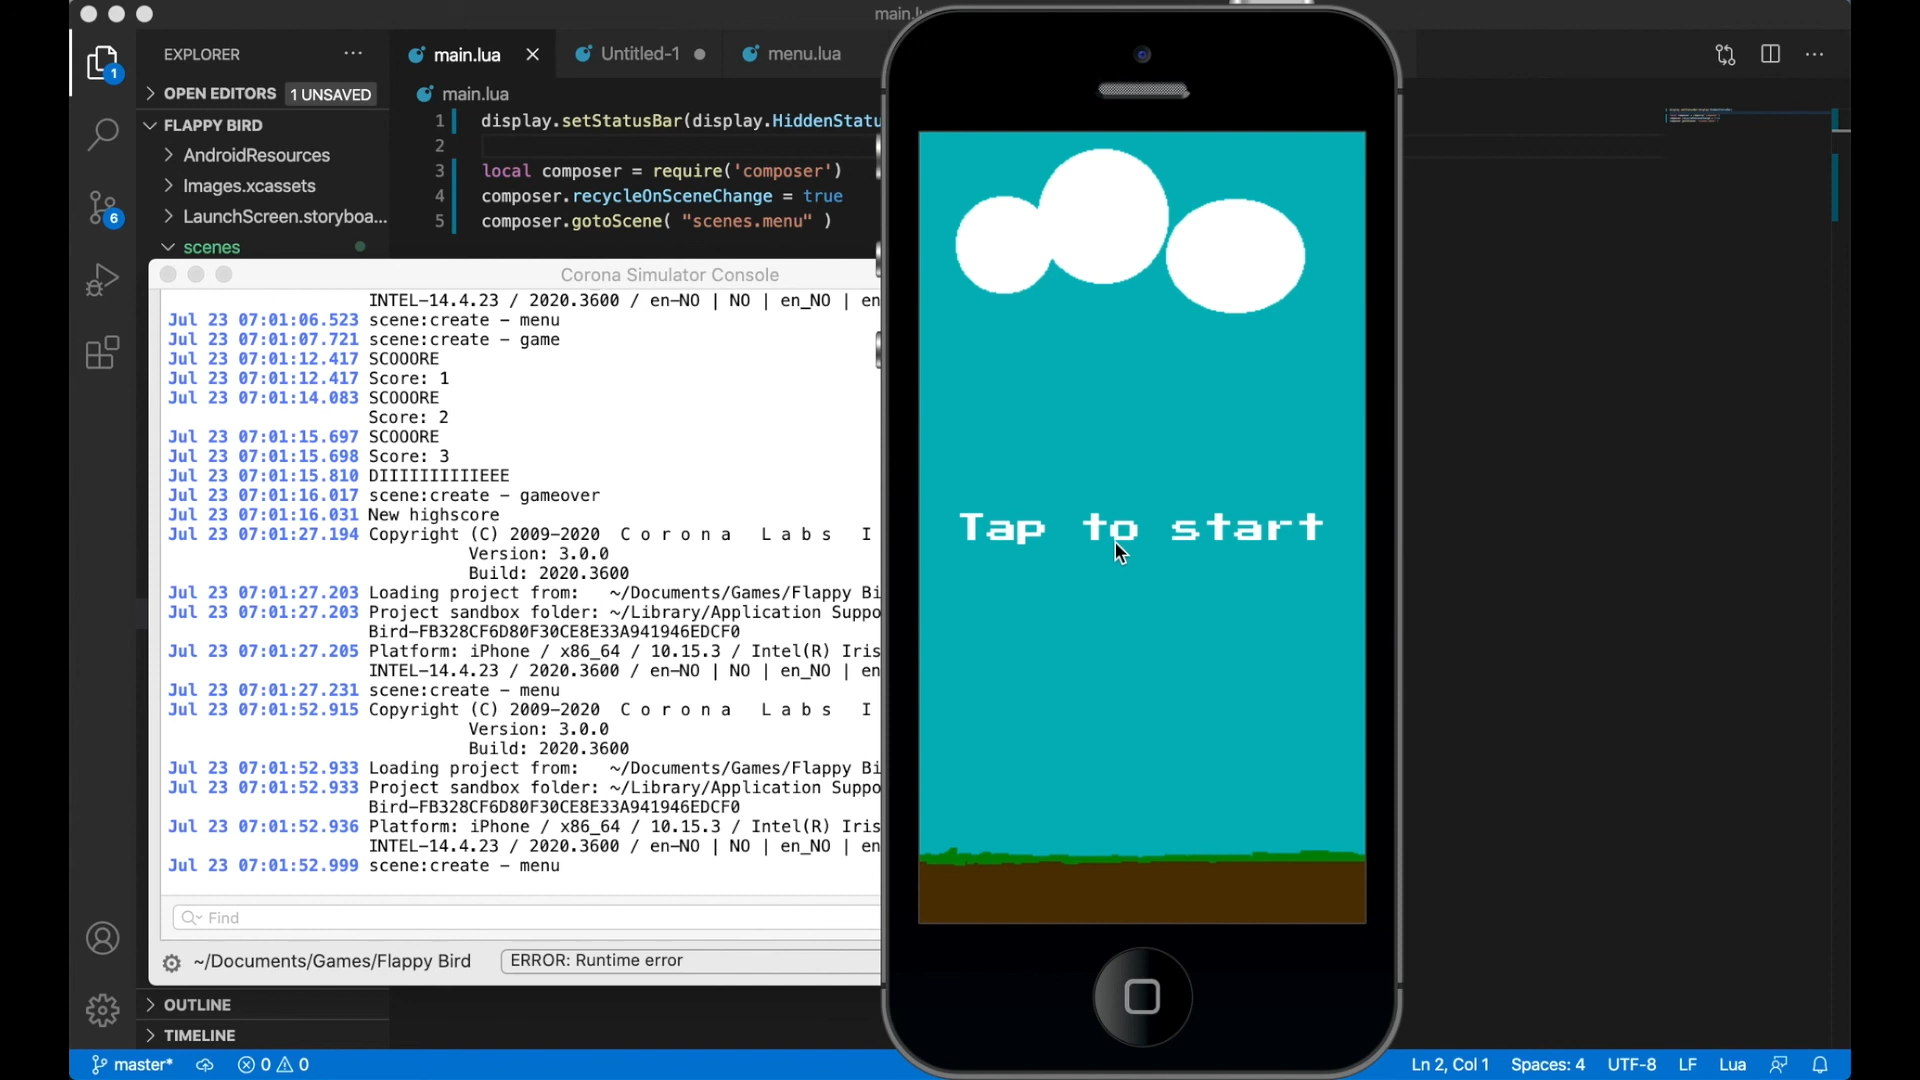 main.lu
EXPLORER
main.lua
Untitled-1
menu.lua
1
OPEN EDITORS 1 UNSAVED
main.lua
FLAPPY BIRD
1 display.setStatusBar(display.HiddenStatu
AndroidResources
2
Images.xcassets
3 local composer = require('composer')
4 composer.recycleOnSceneChange = true
LaunchScreen.storyboa...
5 composer.gotoScene( "scenes.menu" )
6
scenes
Corona Simulator Console
INTEL-14.4.23 / 2020.3600 / en-NO | NO | en_NO | en
Jul 23 07:01:06.523 scene:create - menu
Jul 23 07:01:07.721 scene:create - game
Jul 23 07:01:12.417 SCOOORE
Jul 23 07:01:12.417 Score: 1
Jul 23 07:01:14.083 SCOOORE
Score: 2
Jul 23 07:01:15.697 SCOOORE
Jul 23 07:01:15.698 Score: 3
Jul 23 07:01:15.810 DIIIIIIIIIIEEE
Jul 23 07:01:16.017 scene:create - gameover
Jul 23 07:01:16.031 New highscore
Jul 23 07:01:27.194 Copyright (C) 2009-2020 C o r o n a L a b s I
Version: 3.0.0
Build: 2020.3600
Jul 23 07:01:27.203 Loading project from: ~/Documents/Games/Flappy Bi
Jul 23 07:01:27.203 Project sandbox folder: ~/Library/Application Suppo
Bird-FB328CF6D80F30CE8E33A941946EDCF0
Jul 23 07:01:27.205 Platform: iPhone / x86_64 / 10.15.3 / Intel(R) Iris
INTEL-14.4.23 / 2020.3600 / en-NO | NO | en_NO | en
Jul 23 07:01:27.231 scene:create - menu
Jul 23 07:01:52.915 Copyright (C) 2009-2020 C o r o n a L a b s I
Version: 3.0.0
Build: 2020.3600
Jul 23 07:01:52.933 Loading project from: ~/Documents/Games/Flappy Bi
Jul 23 07:01:52.933 Project sandbox folder: ~/Library/Application Suppo
Bird-FB328CF6D80F30CE8E33A941946EDCF0
Jul 23 07:01:52.936 Platform: iPhone / x86_64 / 10.15.3 / Intel(R) Iris
INTEL-14.4.23 / 2020.3600 / en-NO | NO | en_NO | en
Jul 23 07:01:52.999 scene:create - menu
Find
~/Documents/Games/Flappy Bird
ERROR: Runtime error
Tap to start
OUTLINE
TIMELINE
master* 0 0
Ln 2, Col 1 Spaces: 4 UTF-8 LF Lua